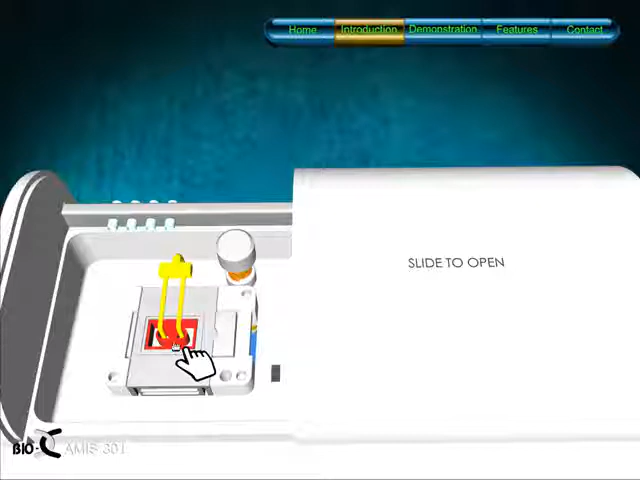 Home Introduction Demonstration Features Contact
SLIDE TO OPEN
BIO-C AMIS 301